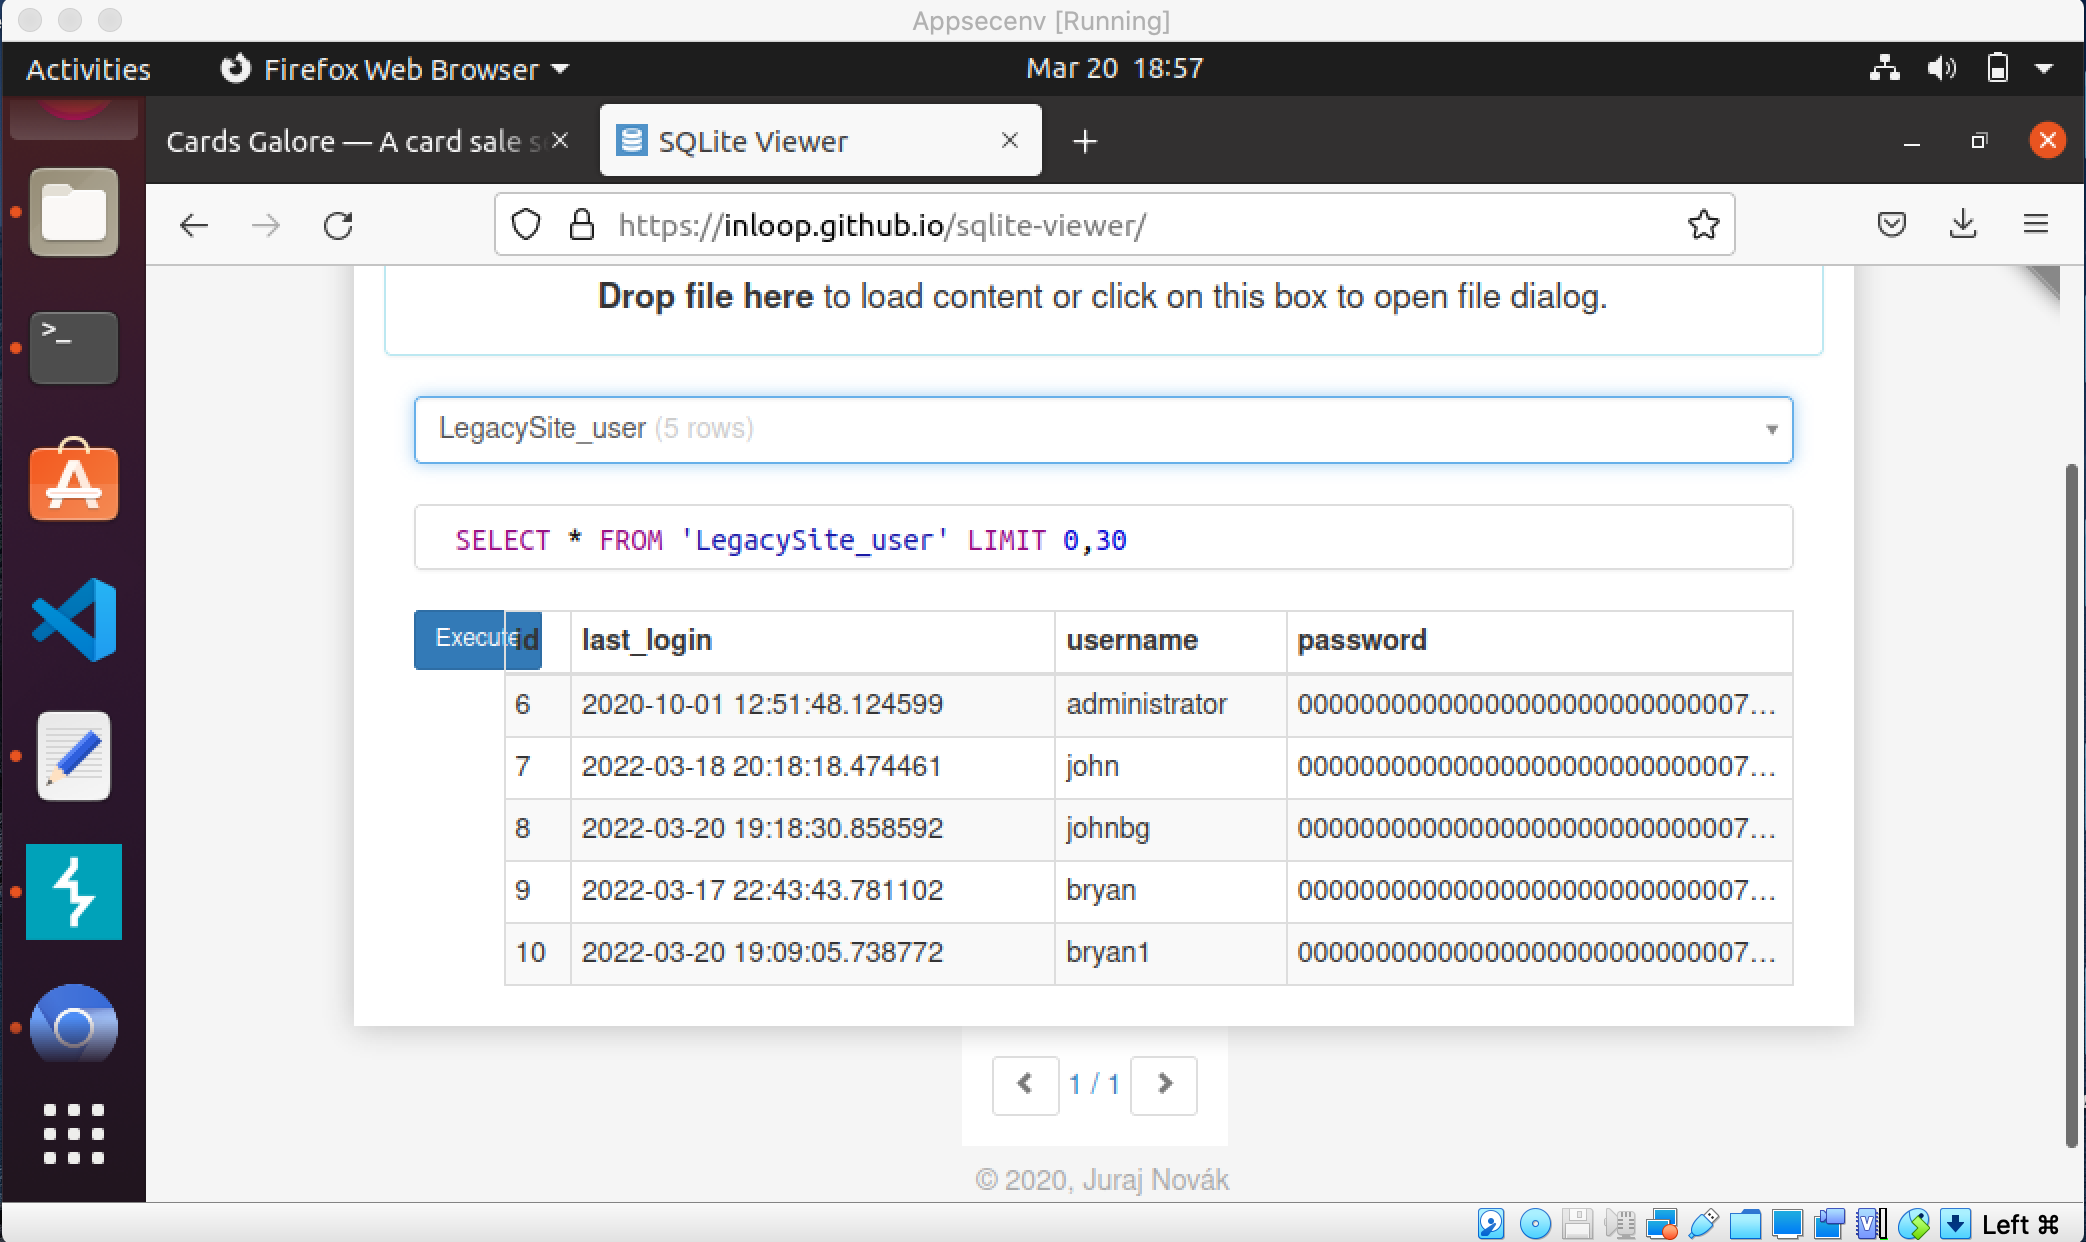 Appsecenv [Running]
Activities Firefox Web Browser Mar 20 18:57
Cards Galore — A card sale s SQLite Viewer
https://inloop.github.io/sqlite-viewer/
Drop file here to load content or click on this box to open file dialog.
LegacySite_user (5 rows)
SELECT * FROM 'LegacySite_user' LIMIT 0,30
Execute id last_login username password
6 2020-10-01 12:51:48.124599 administrator 000000000000000000000000000007...
7 2022-03-18 20:18:18.474461 john 000000000000000000000000000007...
8 2022-03-20 19:18:30.858592 johnbg 000000000000000000000000000007...
9 2022-03-17 22:43:43.781102 bryan 000000000000000000000000000007...
10 2022-03-20 19:09:05.738772 bryan1 000000000000000000000000000007...
1 / 1
© 2020, Juraj Novák
Left ⌘